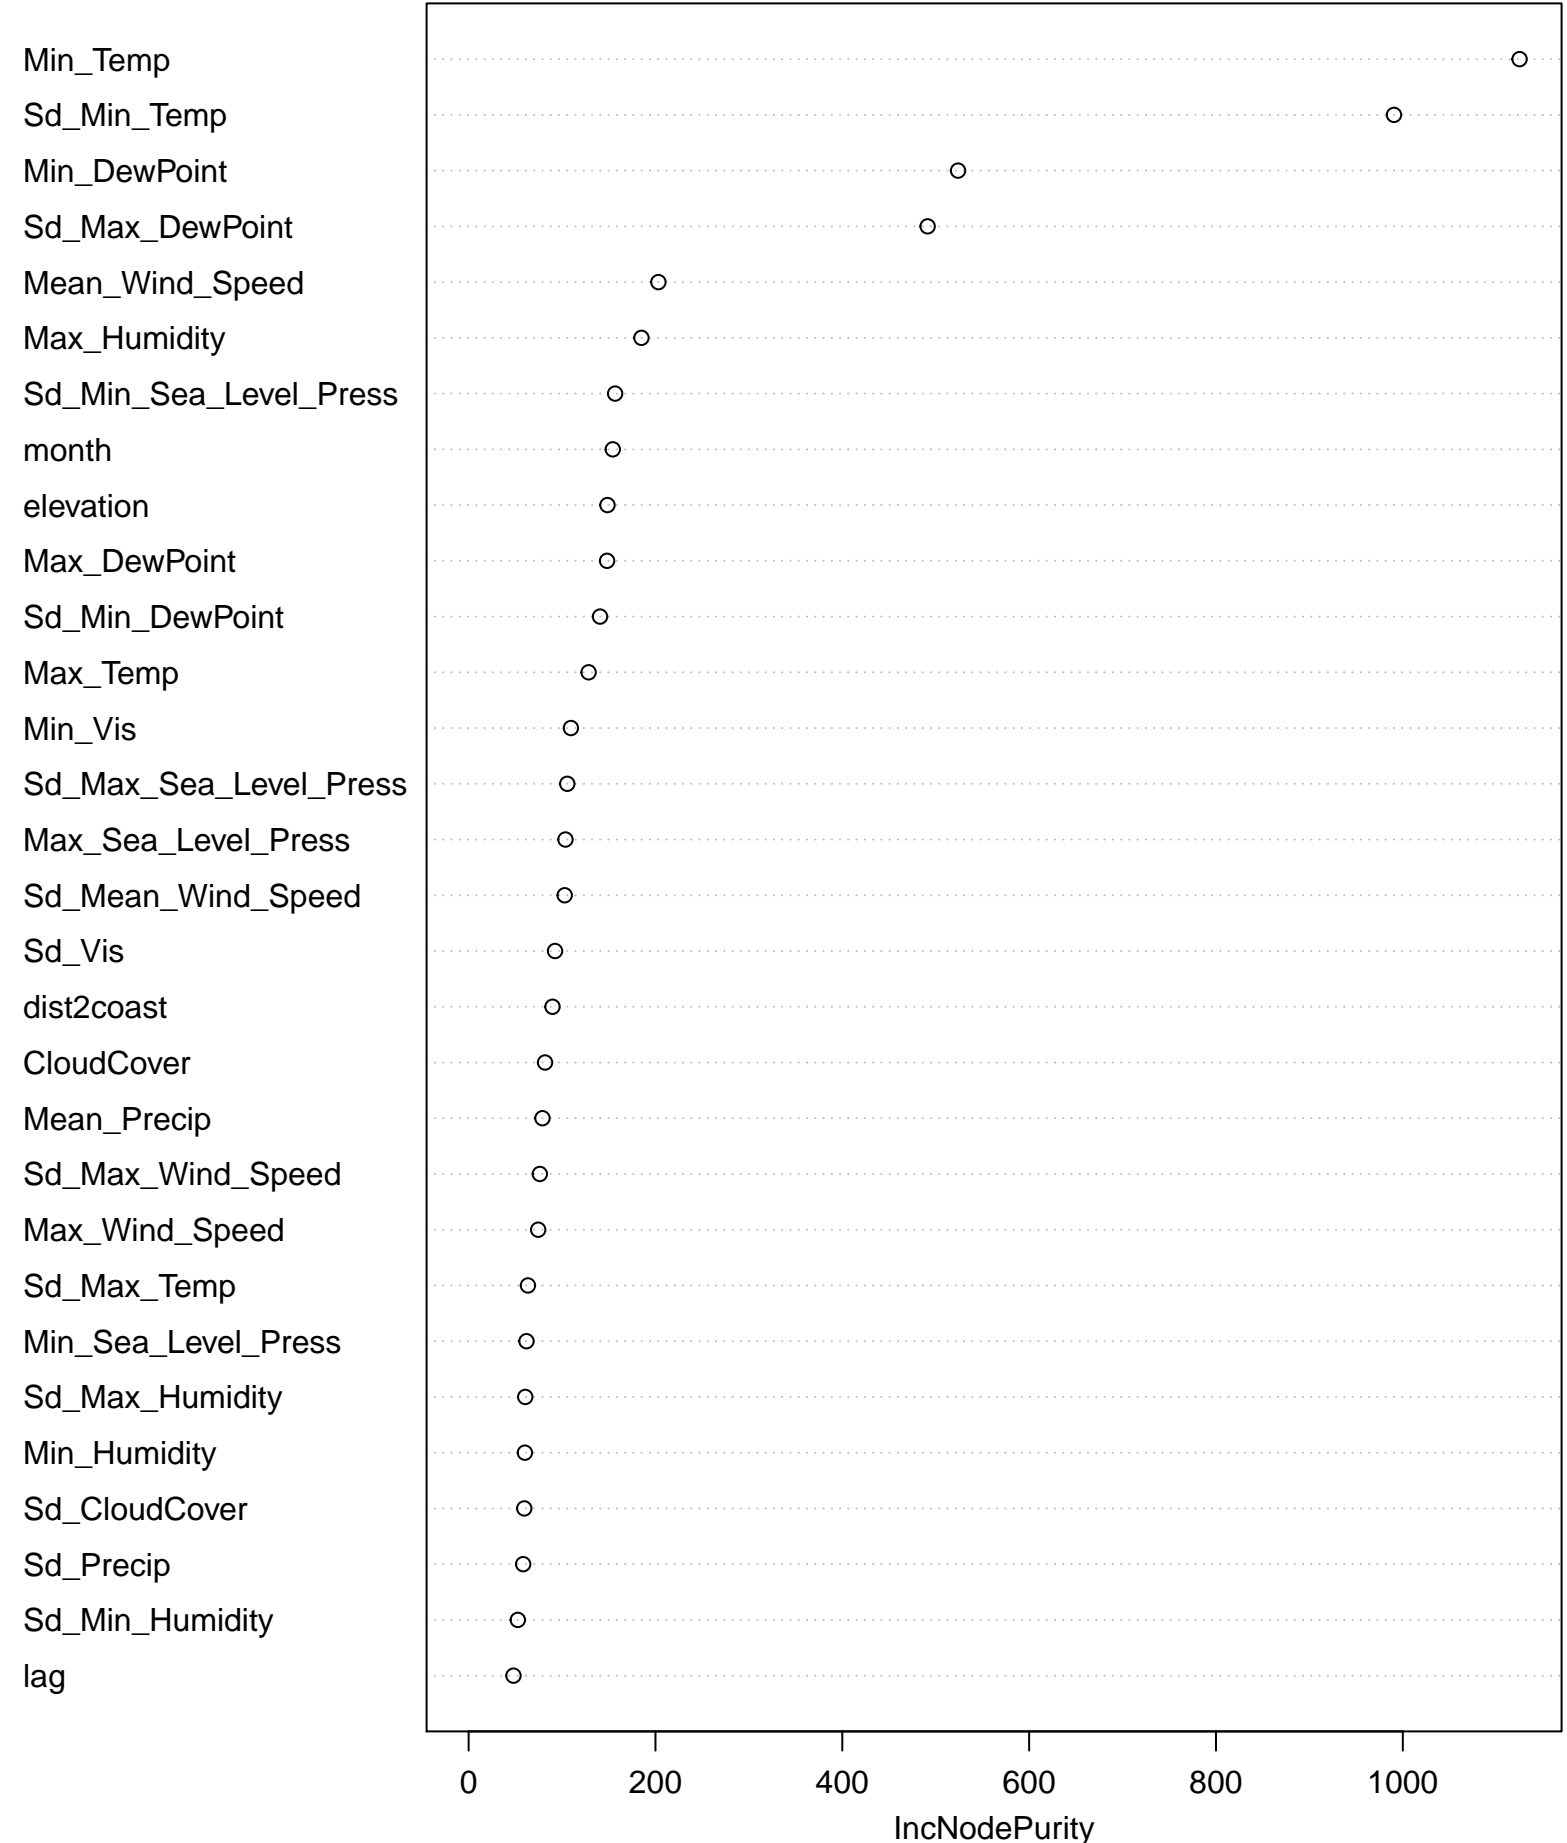 Min_Temp
Sd_Min_Temp
Min_DewPoint
Sd_Max_DewPoint
Mean_Wind_Speed
Max_Humidity
Sd_Min_Sea_Level_Press
month
elevation
Max_DewPoint
Sd_Min_DewPoint
Max_Temp
Min_Vis
Sd_Max_Sea_Level_Press
Max_Sea_Level_Press
Sd_Mean_Wind_Speed
Sd_Vis
dist2coast
CloudCover
Mean_Precip
Sd_Max_Wind_Speed
Max_Wind_Speed
Sd_Max_Temp
Min_Sea_Level_Press
Sd_Max_Humidity
Min_Humidity
Sd_CloudCover
Sd_Precip
Sd_Min_Humidity
lag
0 200 400 600 800 1000
IncNodePurity